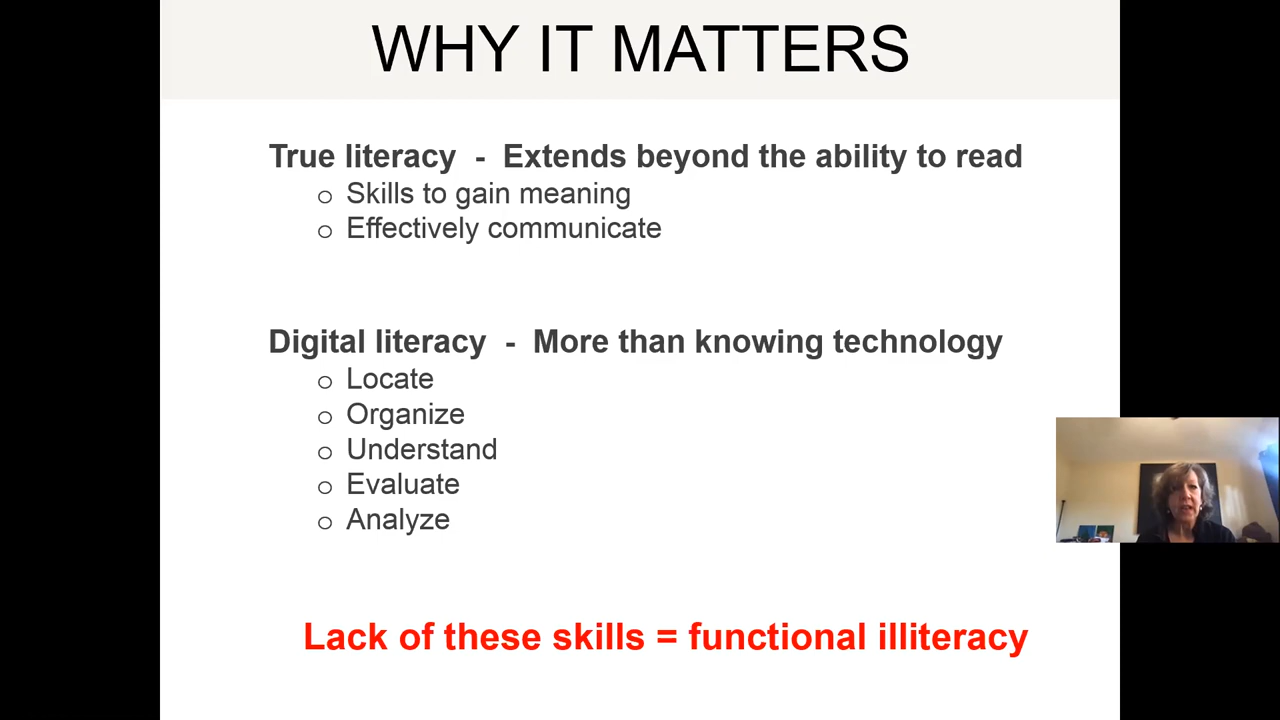 WHY IT MATTERS
True literacy - Extends beyond the ability to read
o Skills to gain meaning
o Effectively communicate
Digital literacy - More than knowing technology
o Locate
o Organize
o Understand
o Evaluate
o Analyze
Lack of these skills = functional illiteracy